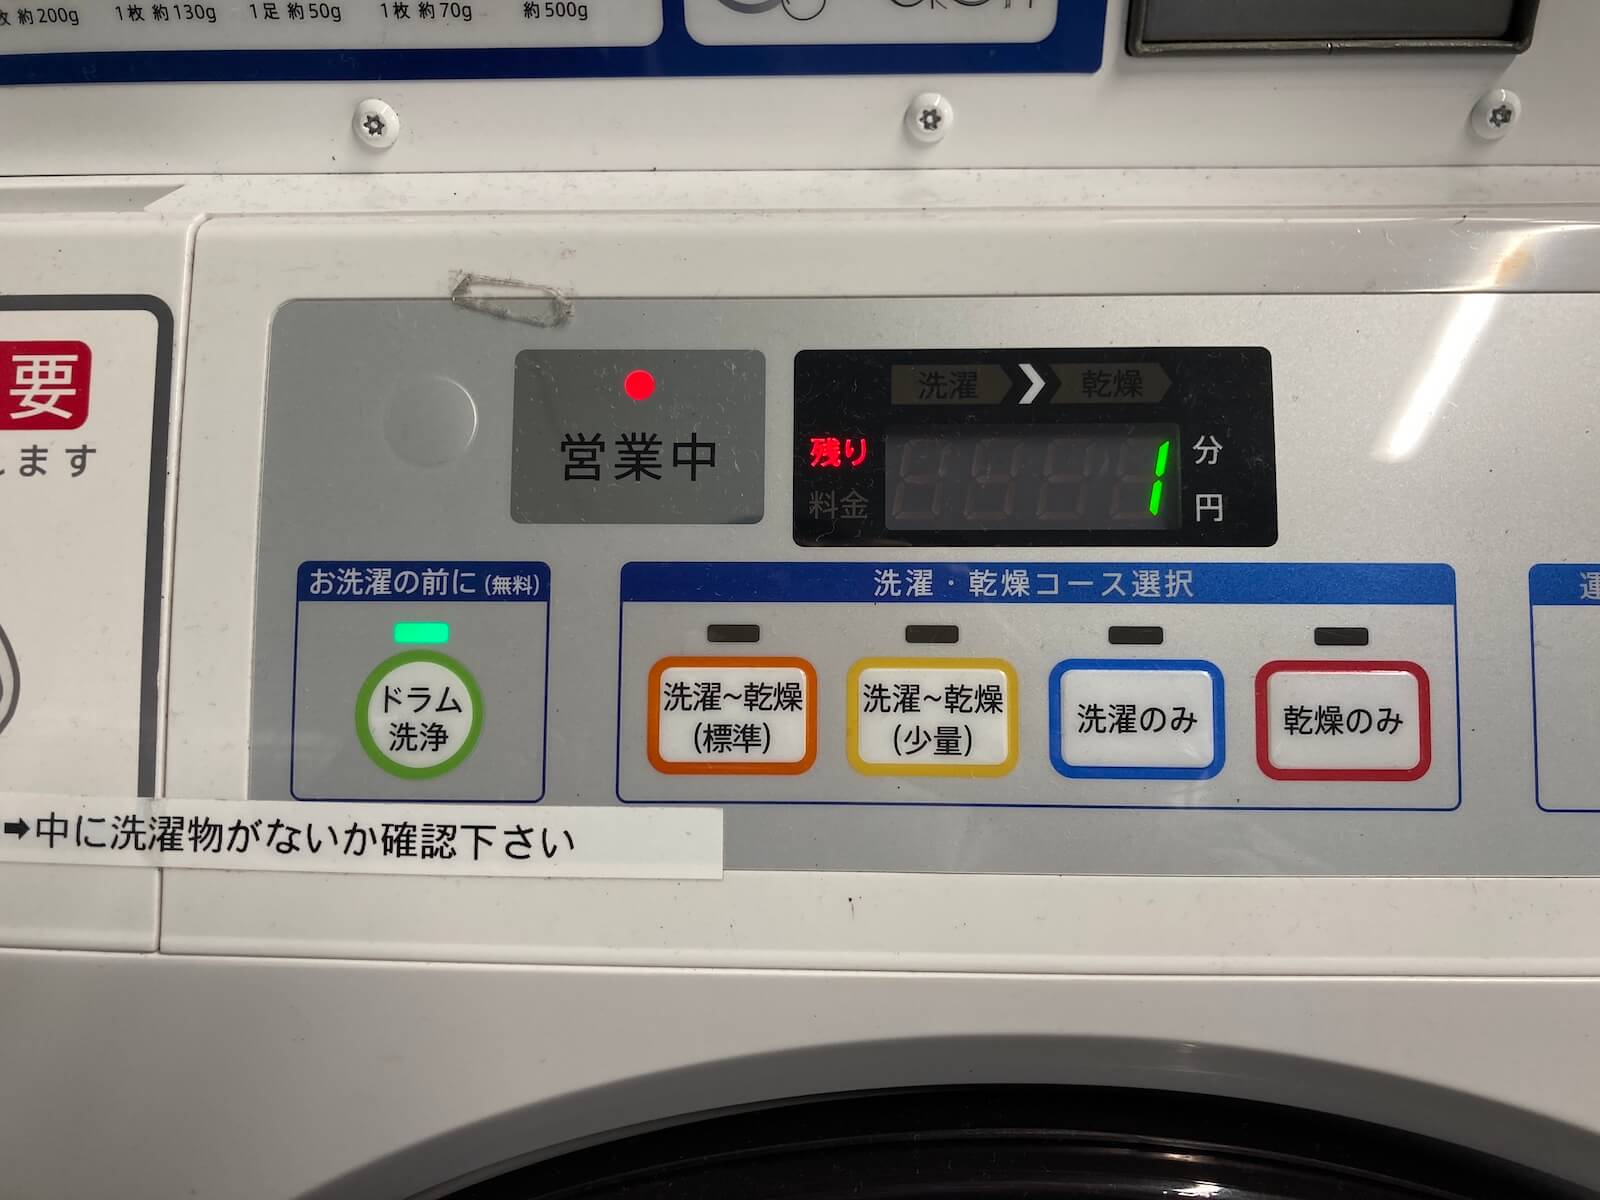 枚 約200g
1枚 約130g
1足 約50g
1枚 約70g
約500g
要
ます
営業中
洗濯
乾燥
残り
1
分
料金
円
お洗濯の前に(無料)
ドラム
洗浄
洗濯・乾燥コース選択
洗濯~乾燥
(標準)
洗濯~乾燥
(少量)
洗濯のみ
乾燥のみ
➡中に洗濯物がないか確認下さい